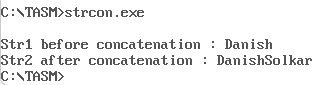 C:\TASM>strcon.exe
Str1 before concatenation : Danish
Str2 after concatenation : DanishSolkar
C:\TASM>